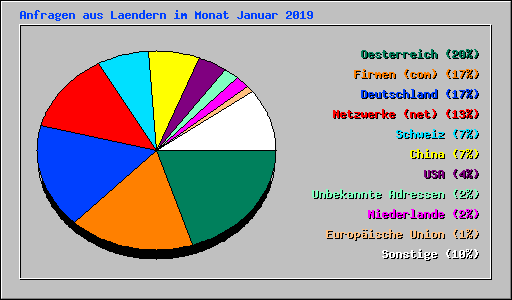 Anfragen aus Laendern im Monat Januar 2019
Oesterreich (20%)
Firmen (com) (17%)
Deutschland (17%)
Netzwerke (net) (13%)
Schweiz (7%)
China (7%)
USA (4%)
Unbekannte Adressen (2%)
Niederlande (2%)
Europäische Union (1%)
Sonstige (10%)